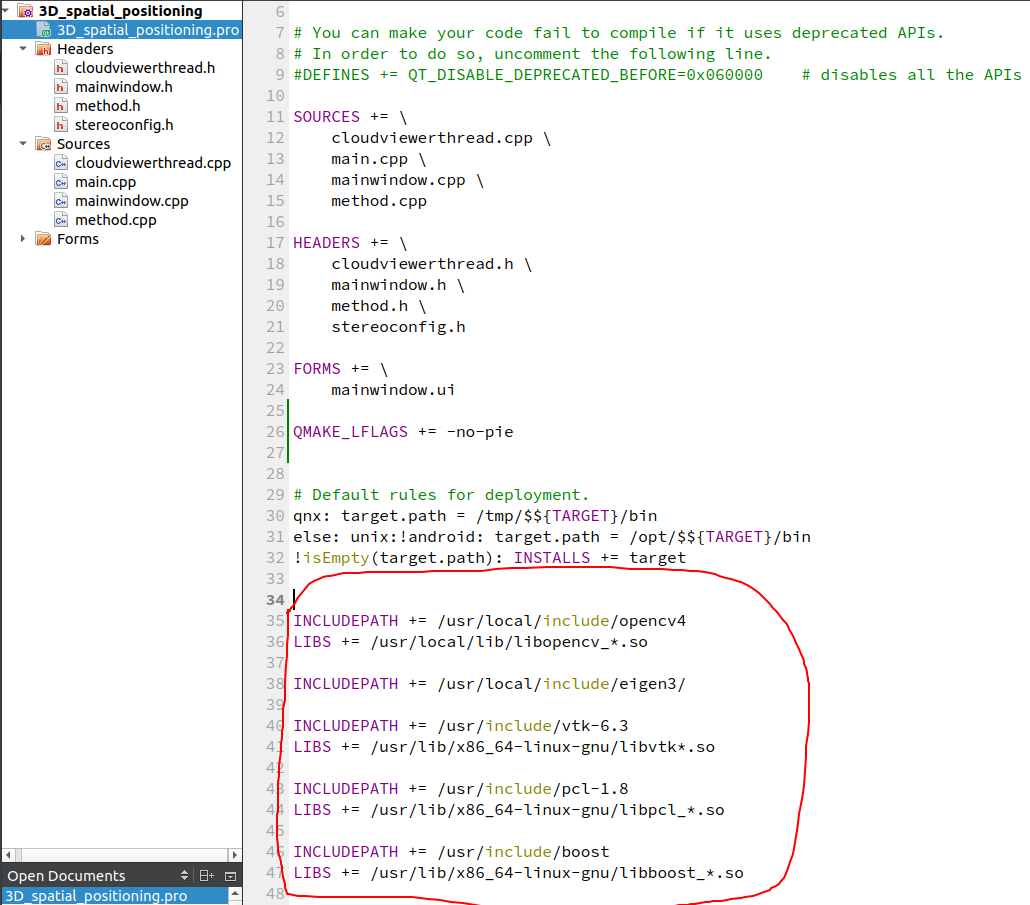 3D_spatial_positioning
3D_spatial_positioning.pro
Headers
cloudviewerthread.h
mainwindow.h
method.h
stereoconfig.h
Sources
cloudviewerthread.cpp
main.cpp
mainwindow.cpp
method.cpp
Forms
Open Documents
3D_spatial_positioning.pro
6
7 # You can make your code fail to compile if it uses deprecated APIs.
8 # In order to do so, uncomment the following line.
9 #DEFINES += QT_DISABLE_DEPRECATED_BEFORE=0x060000    # disables all the APIs
10
11 SOURCES += \
12     cloudviewerthread.cpp \
13     main.cpp \
14     mainwindow.cpp \
15     method.cpp
16
17 HEADERS += \
18     cloudviewerthread.h \
19     mainwindow.h \
20     method.h \
21     stereoconfig.h
22
23 FORMS += \
24     mainwindow.ui
25
26 QMAKE_LFLAGS += -no-pie
27
28
29 # Default rules for deployment.
30 qnx: target.path = /tmp/$${TARGET}/bin
31 else: unix:!android: target.path = /opt/$${TARGET}/bin
32 !isEmpty(target.path): INSTALLS += target
33
34
35 INCLUDEPATH += /usr/local/include/opencv4
36 LIBS += /usr/local/lib/libopencv_*.so
37
38 INCLUDEPATH += /usr/local/include/eigen3/
39
40 INCLUDEPATH += /usr/include/vtk-6.3
41 LIBS += /usr/lib/x86_64-linux-gnu/libvtk*.so
42
43 INCLUDEPATH += /usr/include/pcl-1.8
44 LIBS += /usr/lib/x86_64-linux-gnu/libpcl_*.so
45
46 INCLUDEPATH += /usr/include/boost
47 LIBS += /usr/lib/x86_64-linux-gnu/libboost_*.so
48